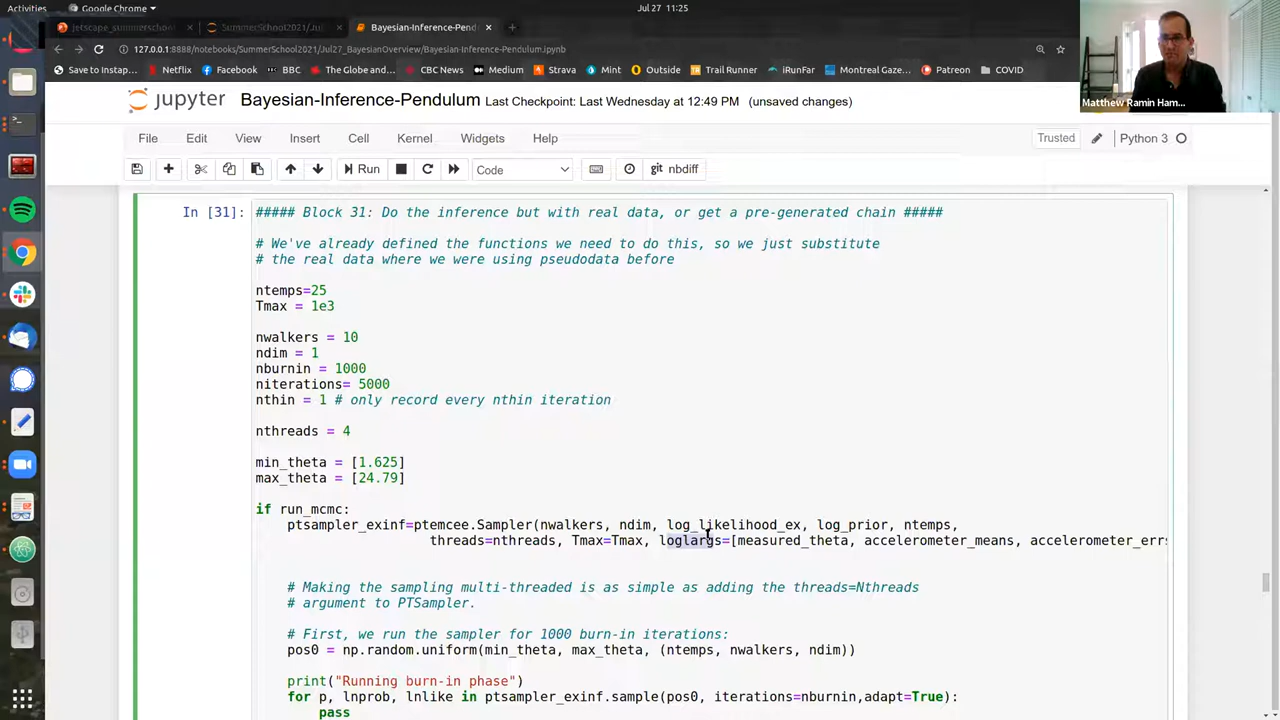 Activities
Google Chrome
Jul 27 11:25
jetscape_summerschool
SummerSchool2021/Jul
Bayesian-Inference-Pend
127.0.0.1:8888/notebooks/SummerSchool2021/Jul27_BayesianOverview/Bayesian-Inference-Pendulum.ipynb
Save to Instap...
Netflix
Facebook
BBC
The Globe and...
CBC News
Medium
Strava
Mint
Outside
Trail Runner
iRunFar
Montreal Gaze...
Patreon
COVID
Matthew Ramin Ham...
jupyter
Bayesian-Inference-Pendulum Last Checkpoint: Last Wednesday at 12:49 PM (unsaved changes)
File Edit View Insert Cell Kernel Widgets Help
Trusted
Python 3
Run
Code
git nbdiff
In [31]:
##### Block 31: Do the inference but with real data, or get a pre-generated chain #####
# We've already defined the functions we need to do this, so we just substitute
# the real data where we were using pseudodata before
ntemps=25
Tmax = 1e3
nwalkers = 10
ndim = 1
nburnin = 1000
niterations= 5000
nthin = 1 # only record every nthin iteration
nthreads = 4
min_theta = [1.625]
max_theta = [24.79]
if run_mcmc:
ptsampler_exinf=ptemcee.Sampler(nwalkers, ndim, log_likelihood_ex, log_prior, ntemps,
threads=nthreads, Tmax=Tmax, loglargs=[measured_theta, accelerometer_means, accelerometer_errs
# Making the sampling multi-threaded is as simple as adding the threads=Nthreads
# argument to PTSampler.
# First, we run the sampler for 1000 burn-in iterations:
pos0 = np.random.uniform(min_theta, max_theta, (ntemps, nwalkers, ndim))
print("Running burn-in phase")
for p, lnprob, lnlike in ptsampler_exinf.sample(pos0, iterations=nburnin,adapt=True):
pass